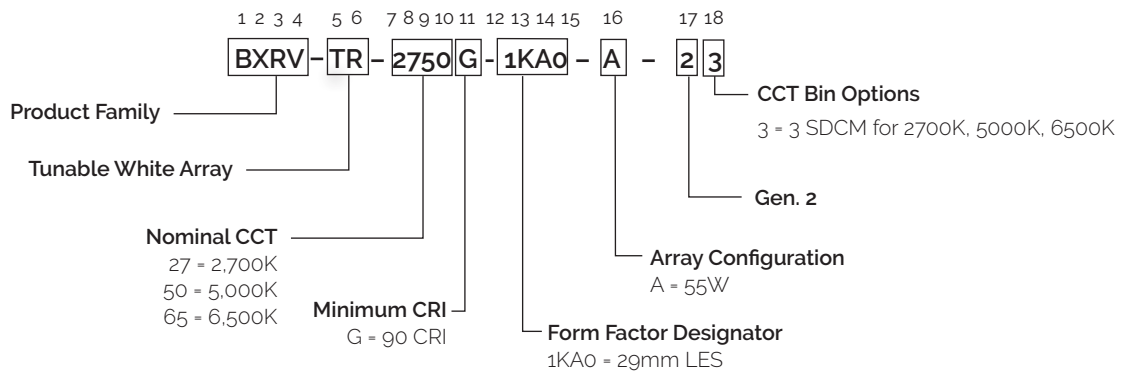 1 2 3 4 5 6 7 8 9 10 11 12 13 14 15 16 17 18
BXRV – TR – 2750 G - 1KA0 – A – 2 3
Product Family
Tunable White Array
Nominal CCT
27 = 2,700K
50 = 5,000K
65 = 6,500K
Minimum CRI
G = 90 CRI
Form Factor Designator
1KA0 = 29mm LES
Array Configuration
A = 55W
Gen. 2
CCT Bin Options
3 = 3 SDCM for 2700K, 5000K, 6500K